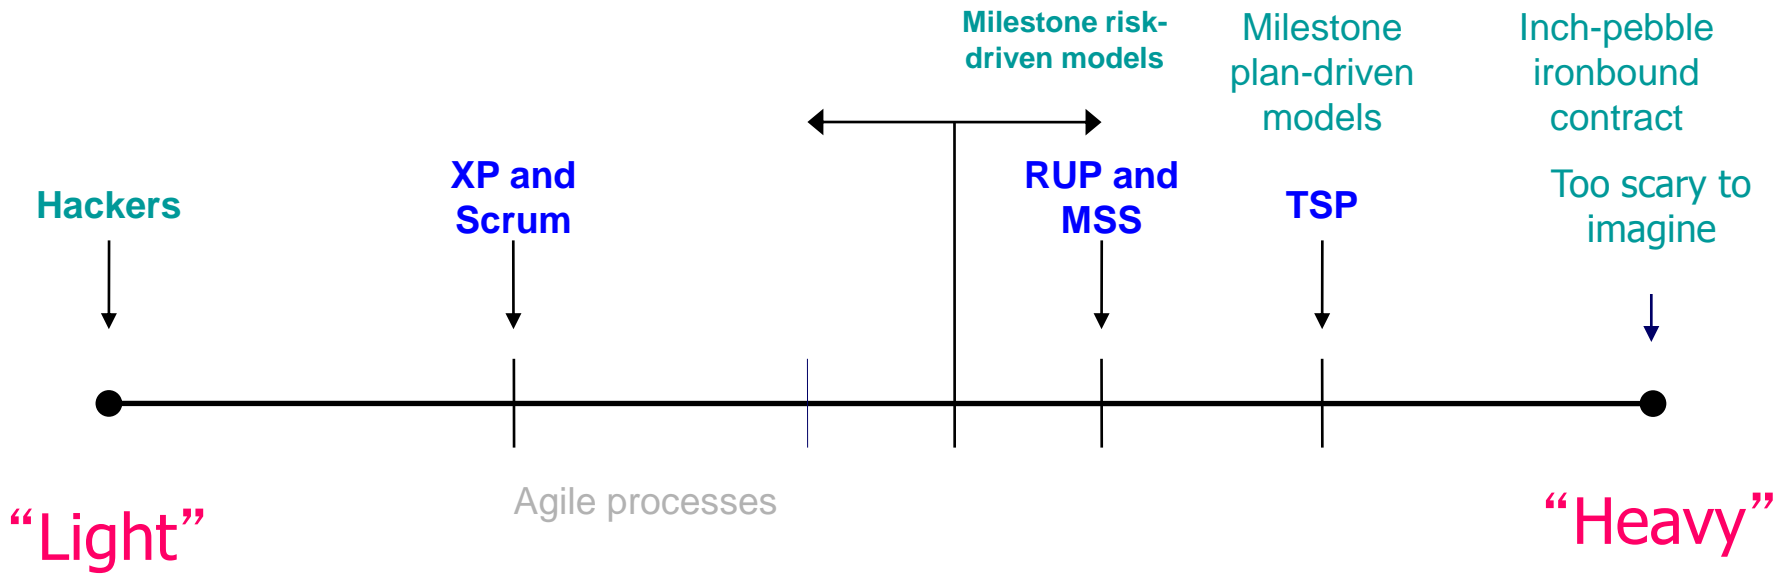 Milestone risk-
driven models
Milestone
plan-driven
models
Inch-pebble
ironbound
contract
Hackers
XP and
Scrum
RUP and
MSS
TSP
Too scary to
imagine
Agile processes
“Light”
“Heavy”